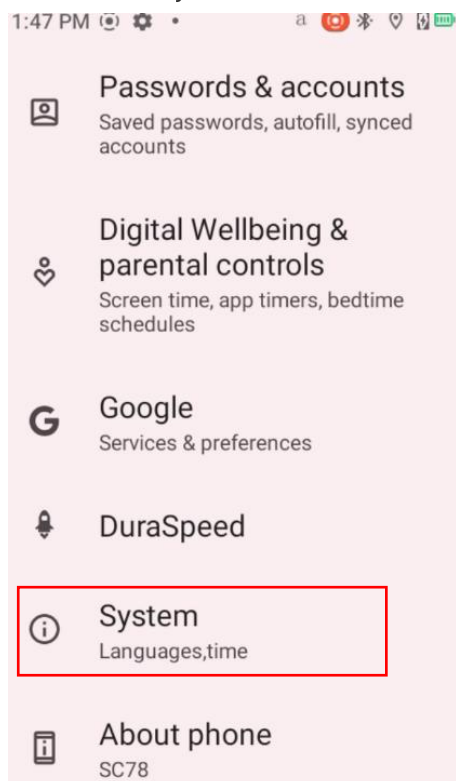 1:47 PM
a
Passwords & accounts
Saved passwords, autofill, synced
accounts
Digital Wellbeing &
parental controls
Screen time, app timers, bedtime
schedules
Google
Services & preferences
DuraSpeed
System
Languages,time
About phone
SC78